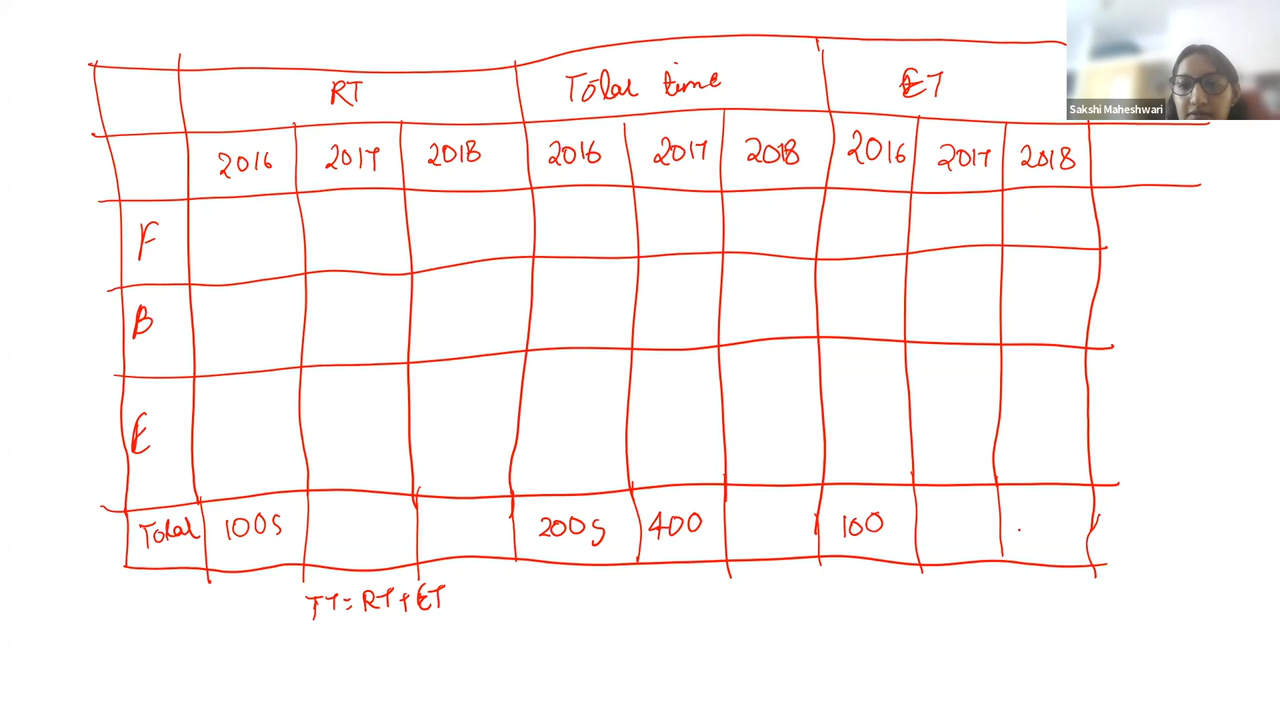 Sakshi Maheshwari
RT Total time ET
2016 2017 2018 2016 2017 2018 2016 2017 2018
F
B
E
Total 100s 200s 400 100
TT = RT + ET